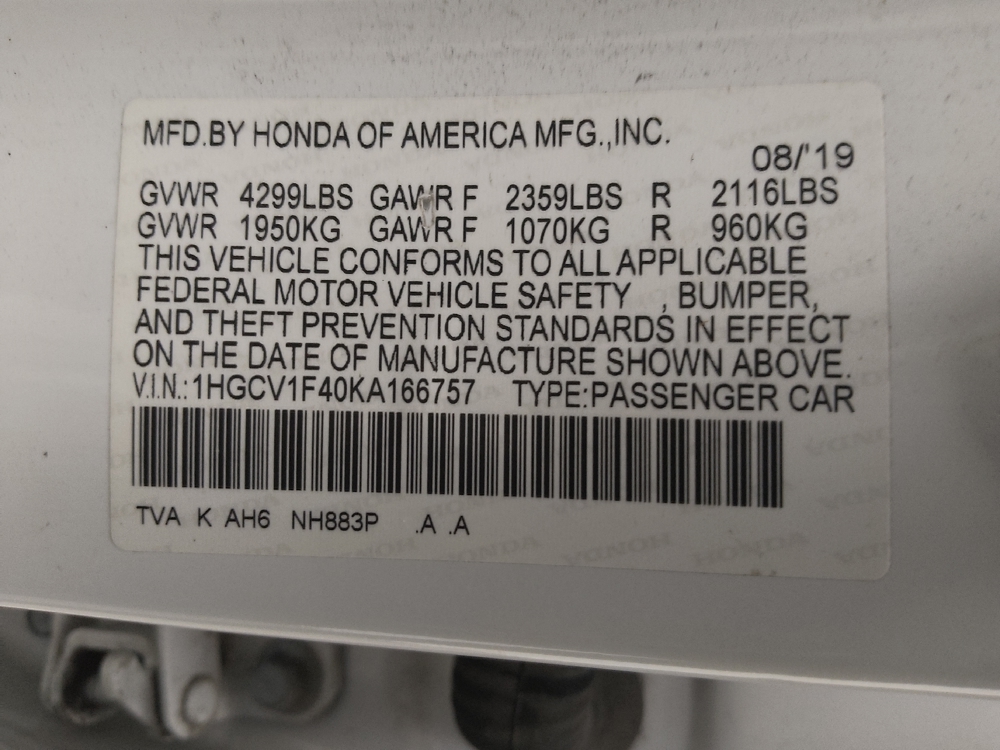 MFD.BY HONDA OF AMERICA MFG.,INC.
08/'19
GVWR 4299LBS GAWR F 2359LBS R 2116LBS
GVWR 1950KG GAWR F 1070KG R 960KG
THIS VEHICLE CONFORMS TO ALL APPLICABLE
FEDERAL MOTOR VEHICLE SAFETY , BUMPER,
AND THEFT PREVENTION STANDARDS IN EFFECT
ON THE DATE OF MANUFACTURE SHOWN ABOVE.
V.I.N.: 1HGCV1F40KA166757 TYPE:PASSENGER CAR
TVA K AH6 NH883P .A .A